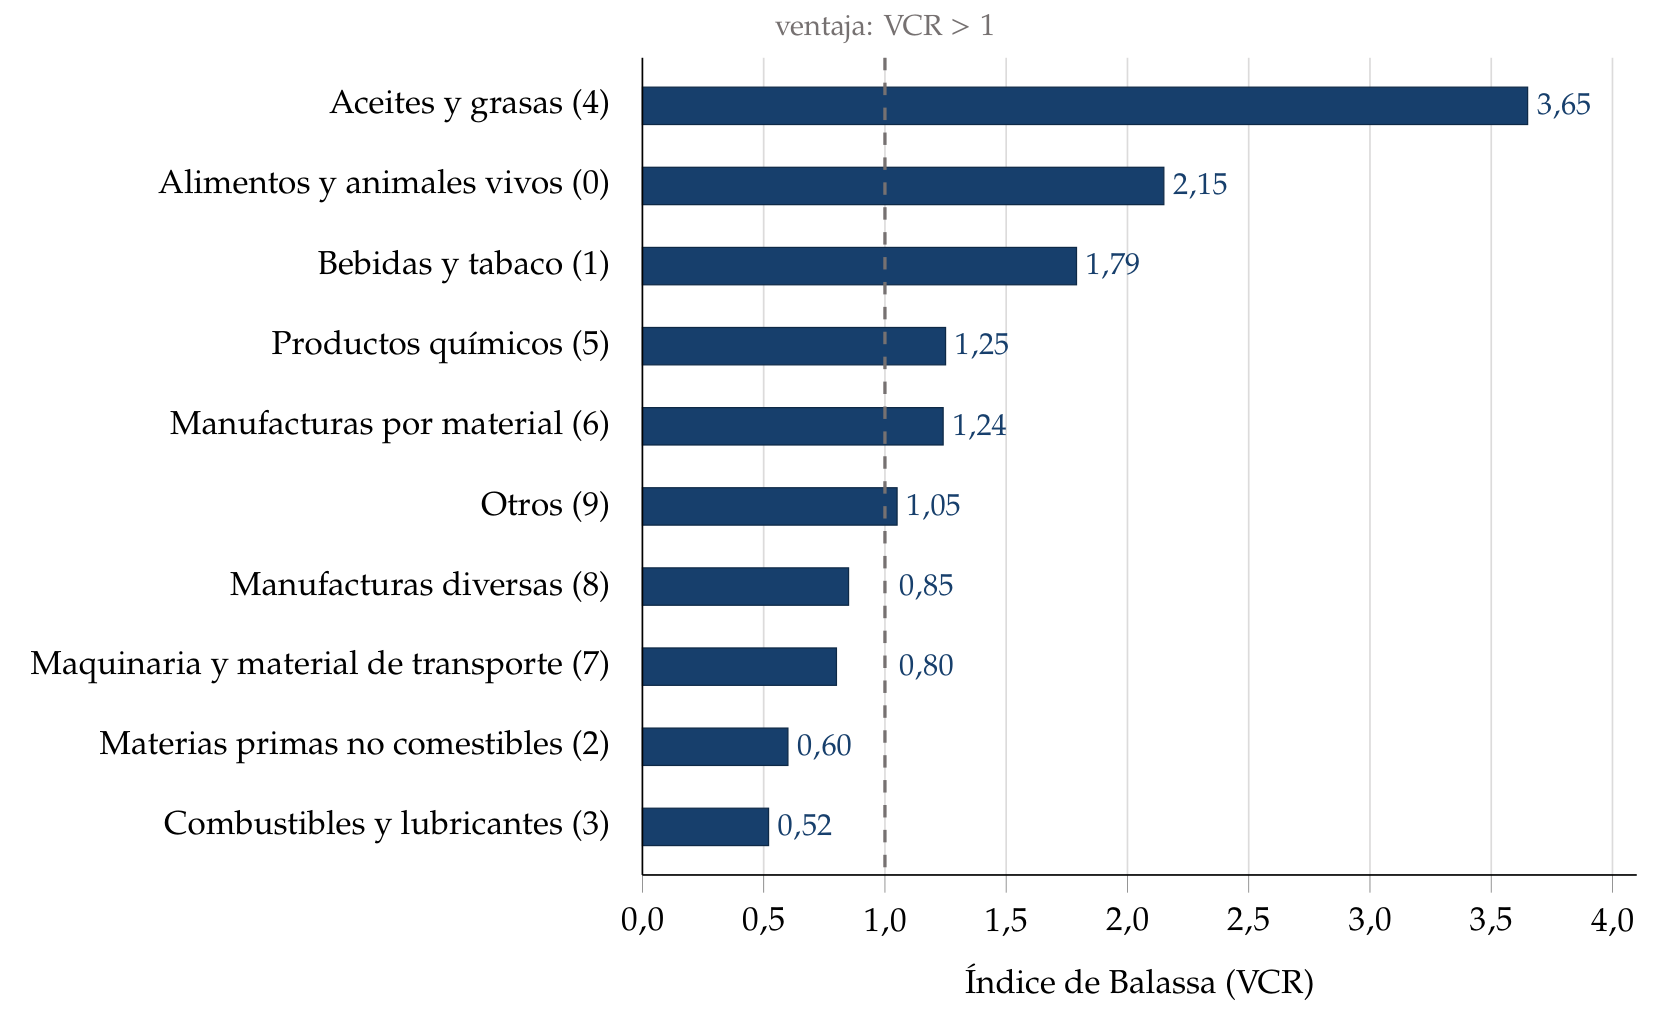 ventaja: VCR > 1
Aceites y grasas (4) 3,65
Alimentos y animales vivos (0) 2,15
Bebidas y tabaco (1) 1,79
Productos químicos (5) 1,25
Manufacturas por material (6) 1,24
Otros (9) 1,05
Manufacturas diversas (8) 0,85
Maquinaria y material de transporte (7) 0,80
Materias primas no comestibles (2) 0,60
Combustibles y lubricantes (3) 0,52
0,0 0,5 1,0 1,5 2,0 2,5 3,0 3,5 4,0
Índice de Balassa (VCR)